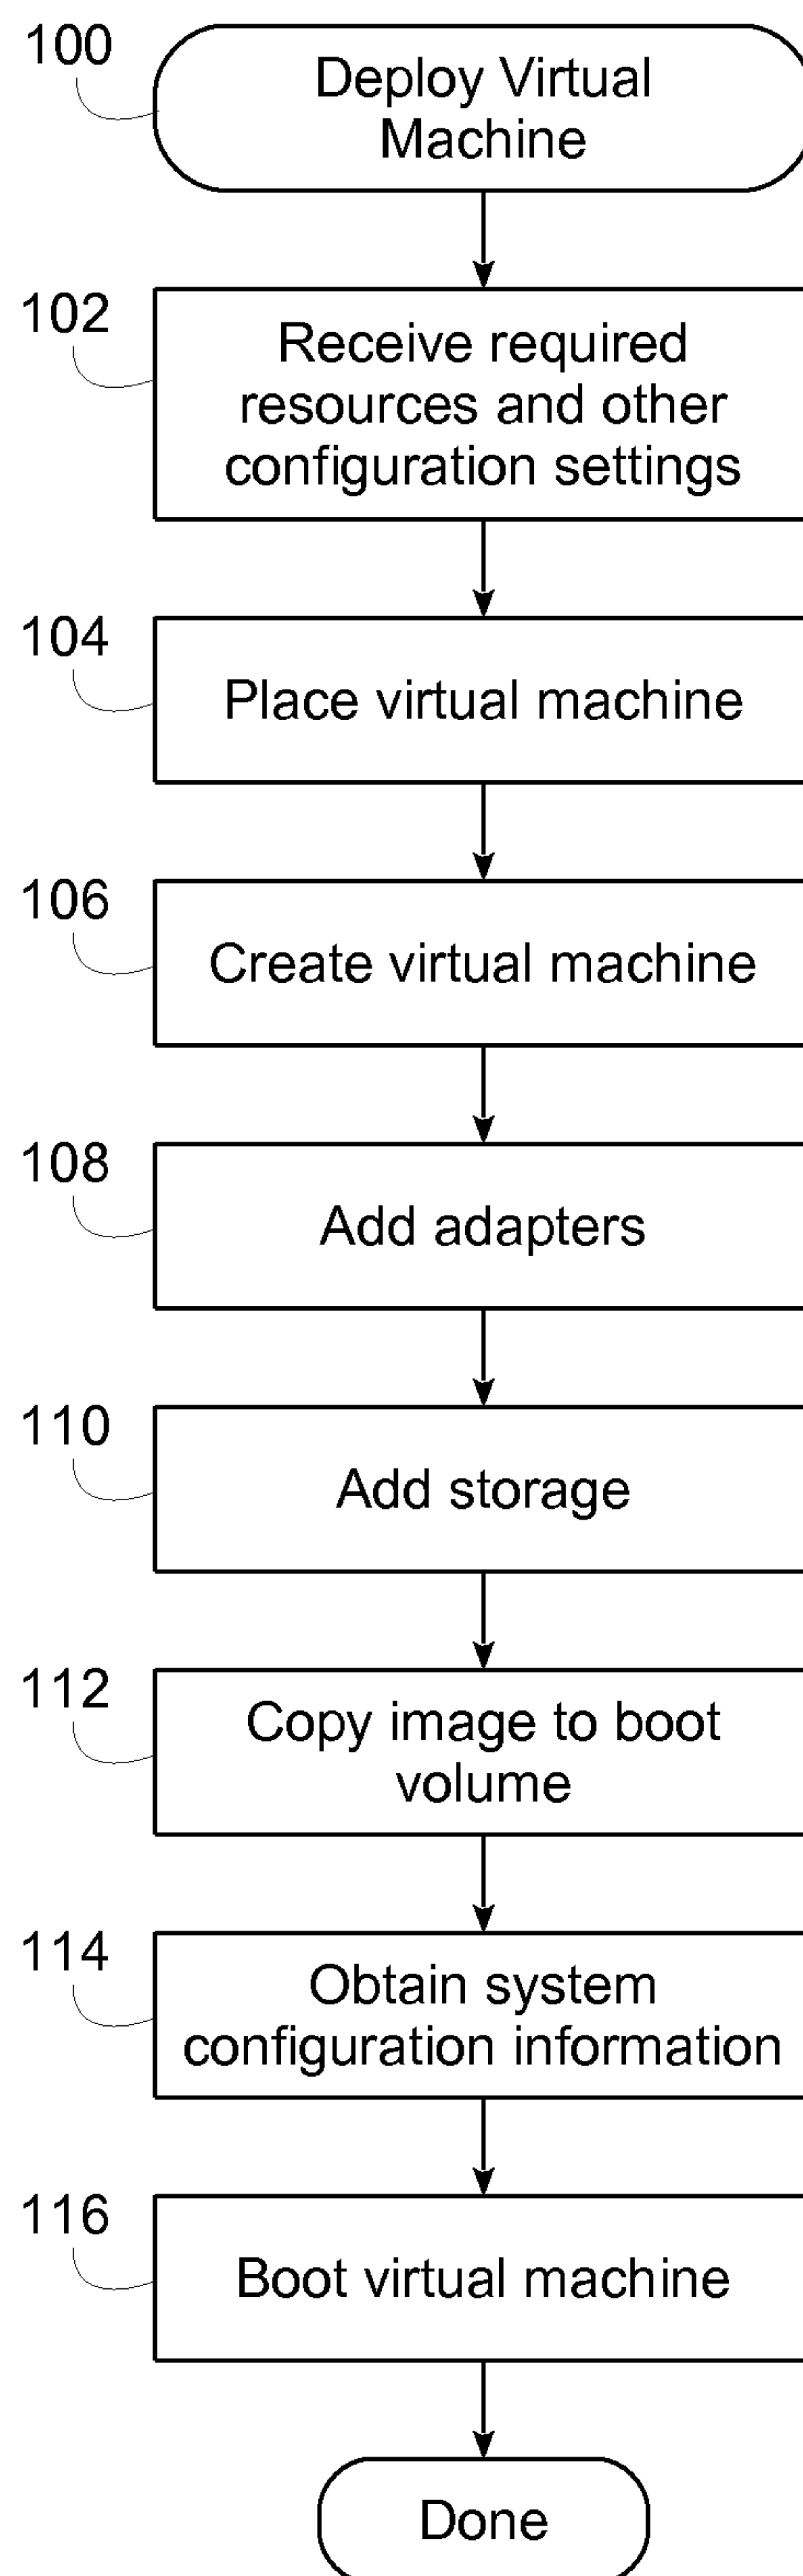 100
Deploy Virtual
Machine
102
Receive required
resources and other
configuration settings
104
Place virtual machine
106
Create virtual machine
108
Add adapters
110
Add storage
112
Copy image to boot
volume
114
Obtain system
configuration information
116
Boot virtual machine
Done